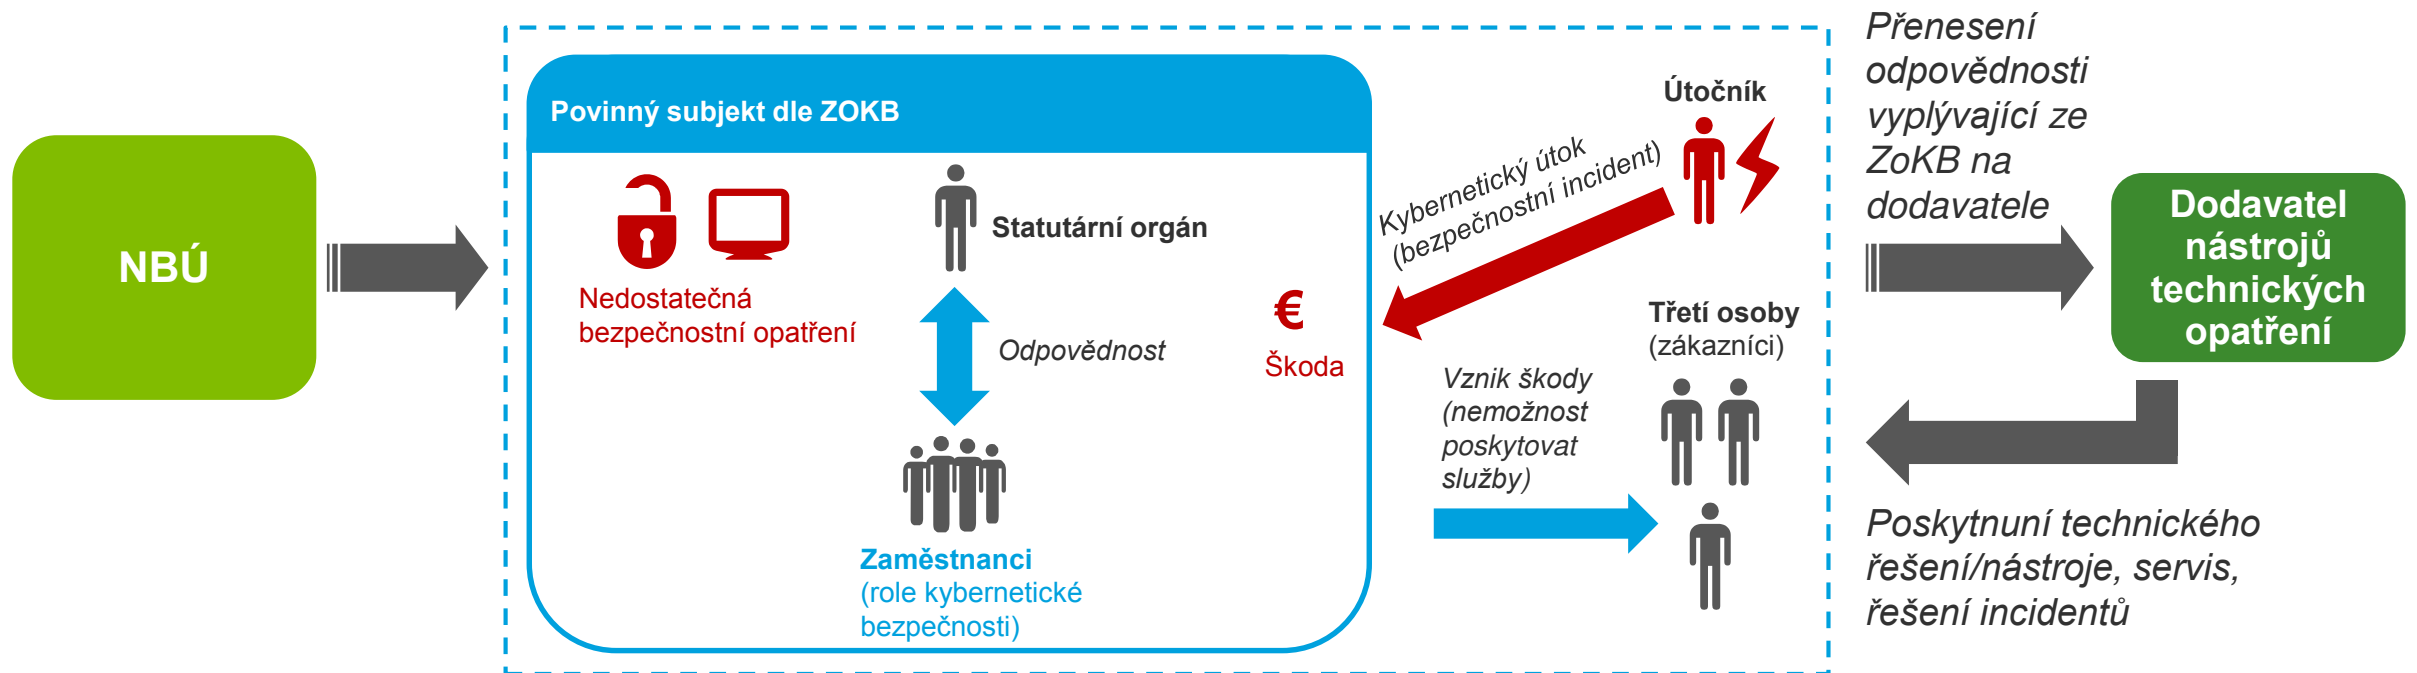 NBÚ
Povinný subjekt dle ZOKB
Nedostatečná
bezpečnostní opatření
Statutární orgán
Odpovědnost
€
Škoda
Zaměstnanci
(role kybernetické
bezpečnosti)
Útočník
Kybernetický útok
(bezpečnostní incident)
Třetí osoby
(zákazníci)
Vznik škody
(nemožnost
poskytovat
služby)
Přenesení
odpovědnosti
vyplývající ze
ZoKB na
dodavatele
Dodavatel
nástrojů
technických
opatření
Poskytnuní technického
řešení/nástroje, servis,
řešení incidentů